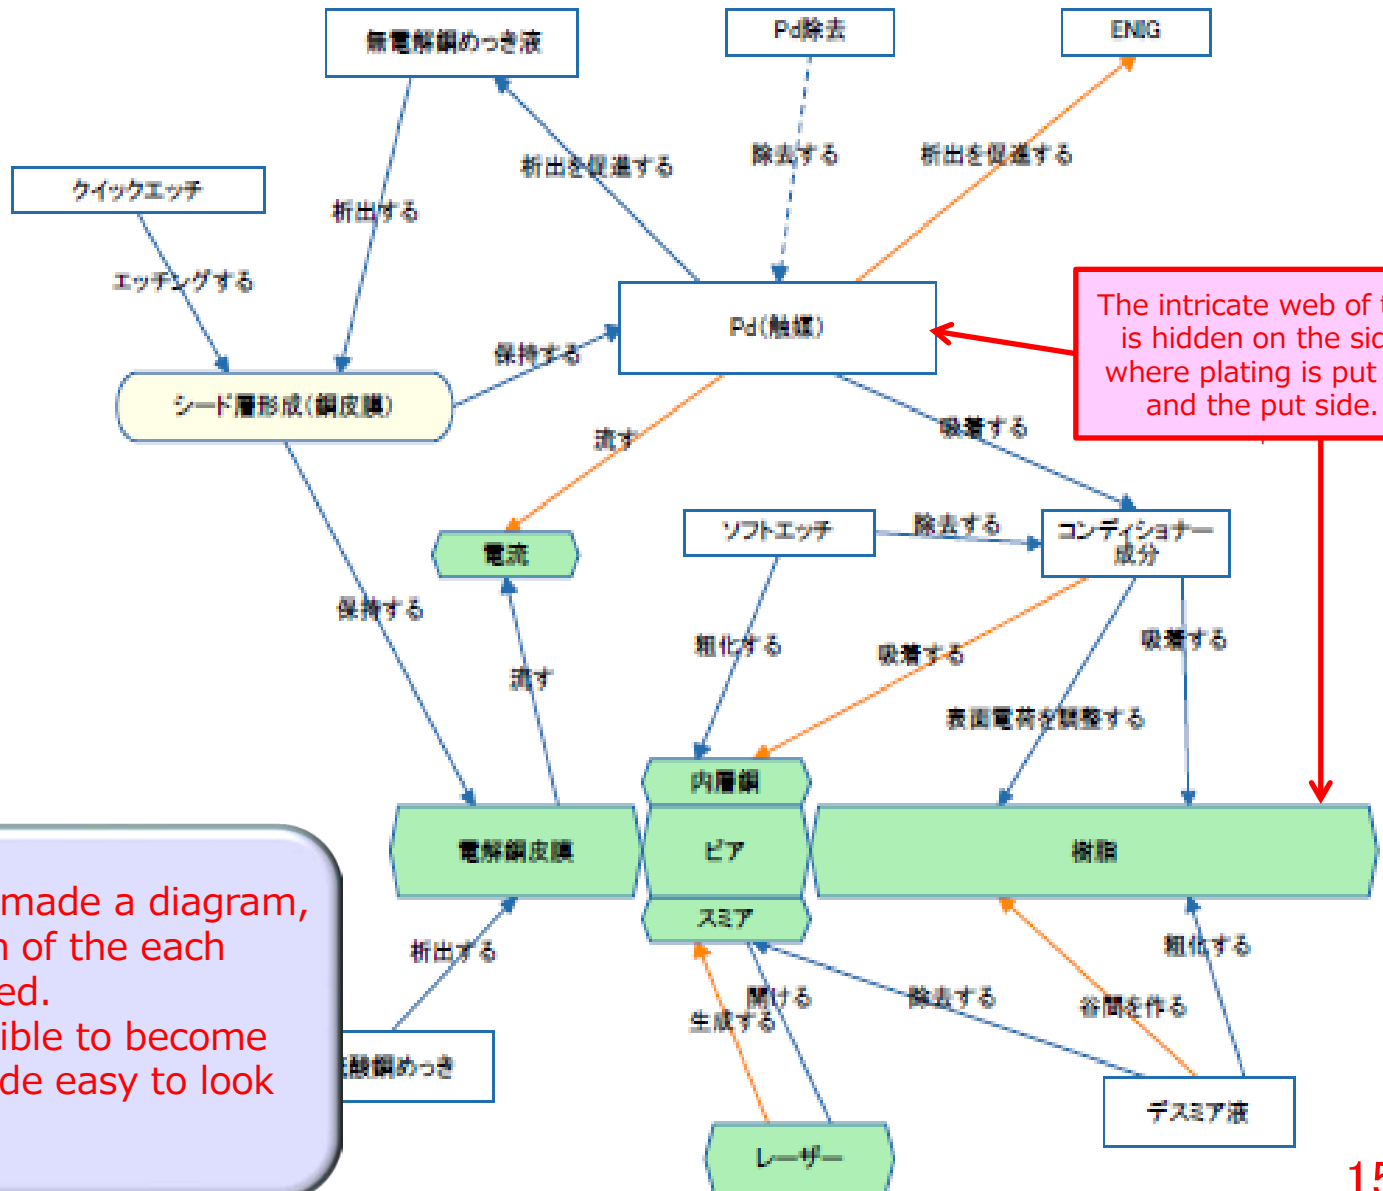 無電解銅めっき液
Pd除去
ENIG
析出を促進する
除去する
析出を促進する
クイックエッチ
析出する
エッチングする
Pd(触媒)
The intricate web of t
is hidden on the sid
where plating is put
and the put side.
保持する
シード層形成(銅皮膜)
流す
吸着する
電流
ソフトエッチ
除去する
コンディショナー
成分
保持する
粗化する
吸着する
吸着する
流す
表面電荷を調整する
内層銅
電解銅皮膜
ビア
樹脂
スミア
made a diagram,
n of the each
ed.
ible to become
de easy to look
析出する
開ける
生成する
除去する
谷間を作る
粗化する
酸銅めっき
デスミア液
レーザー
15